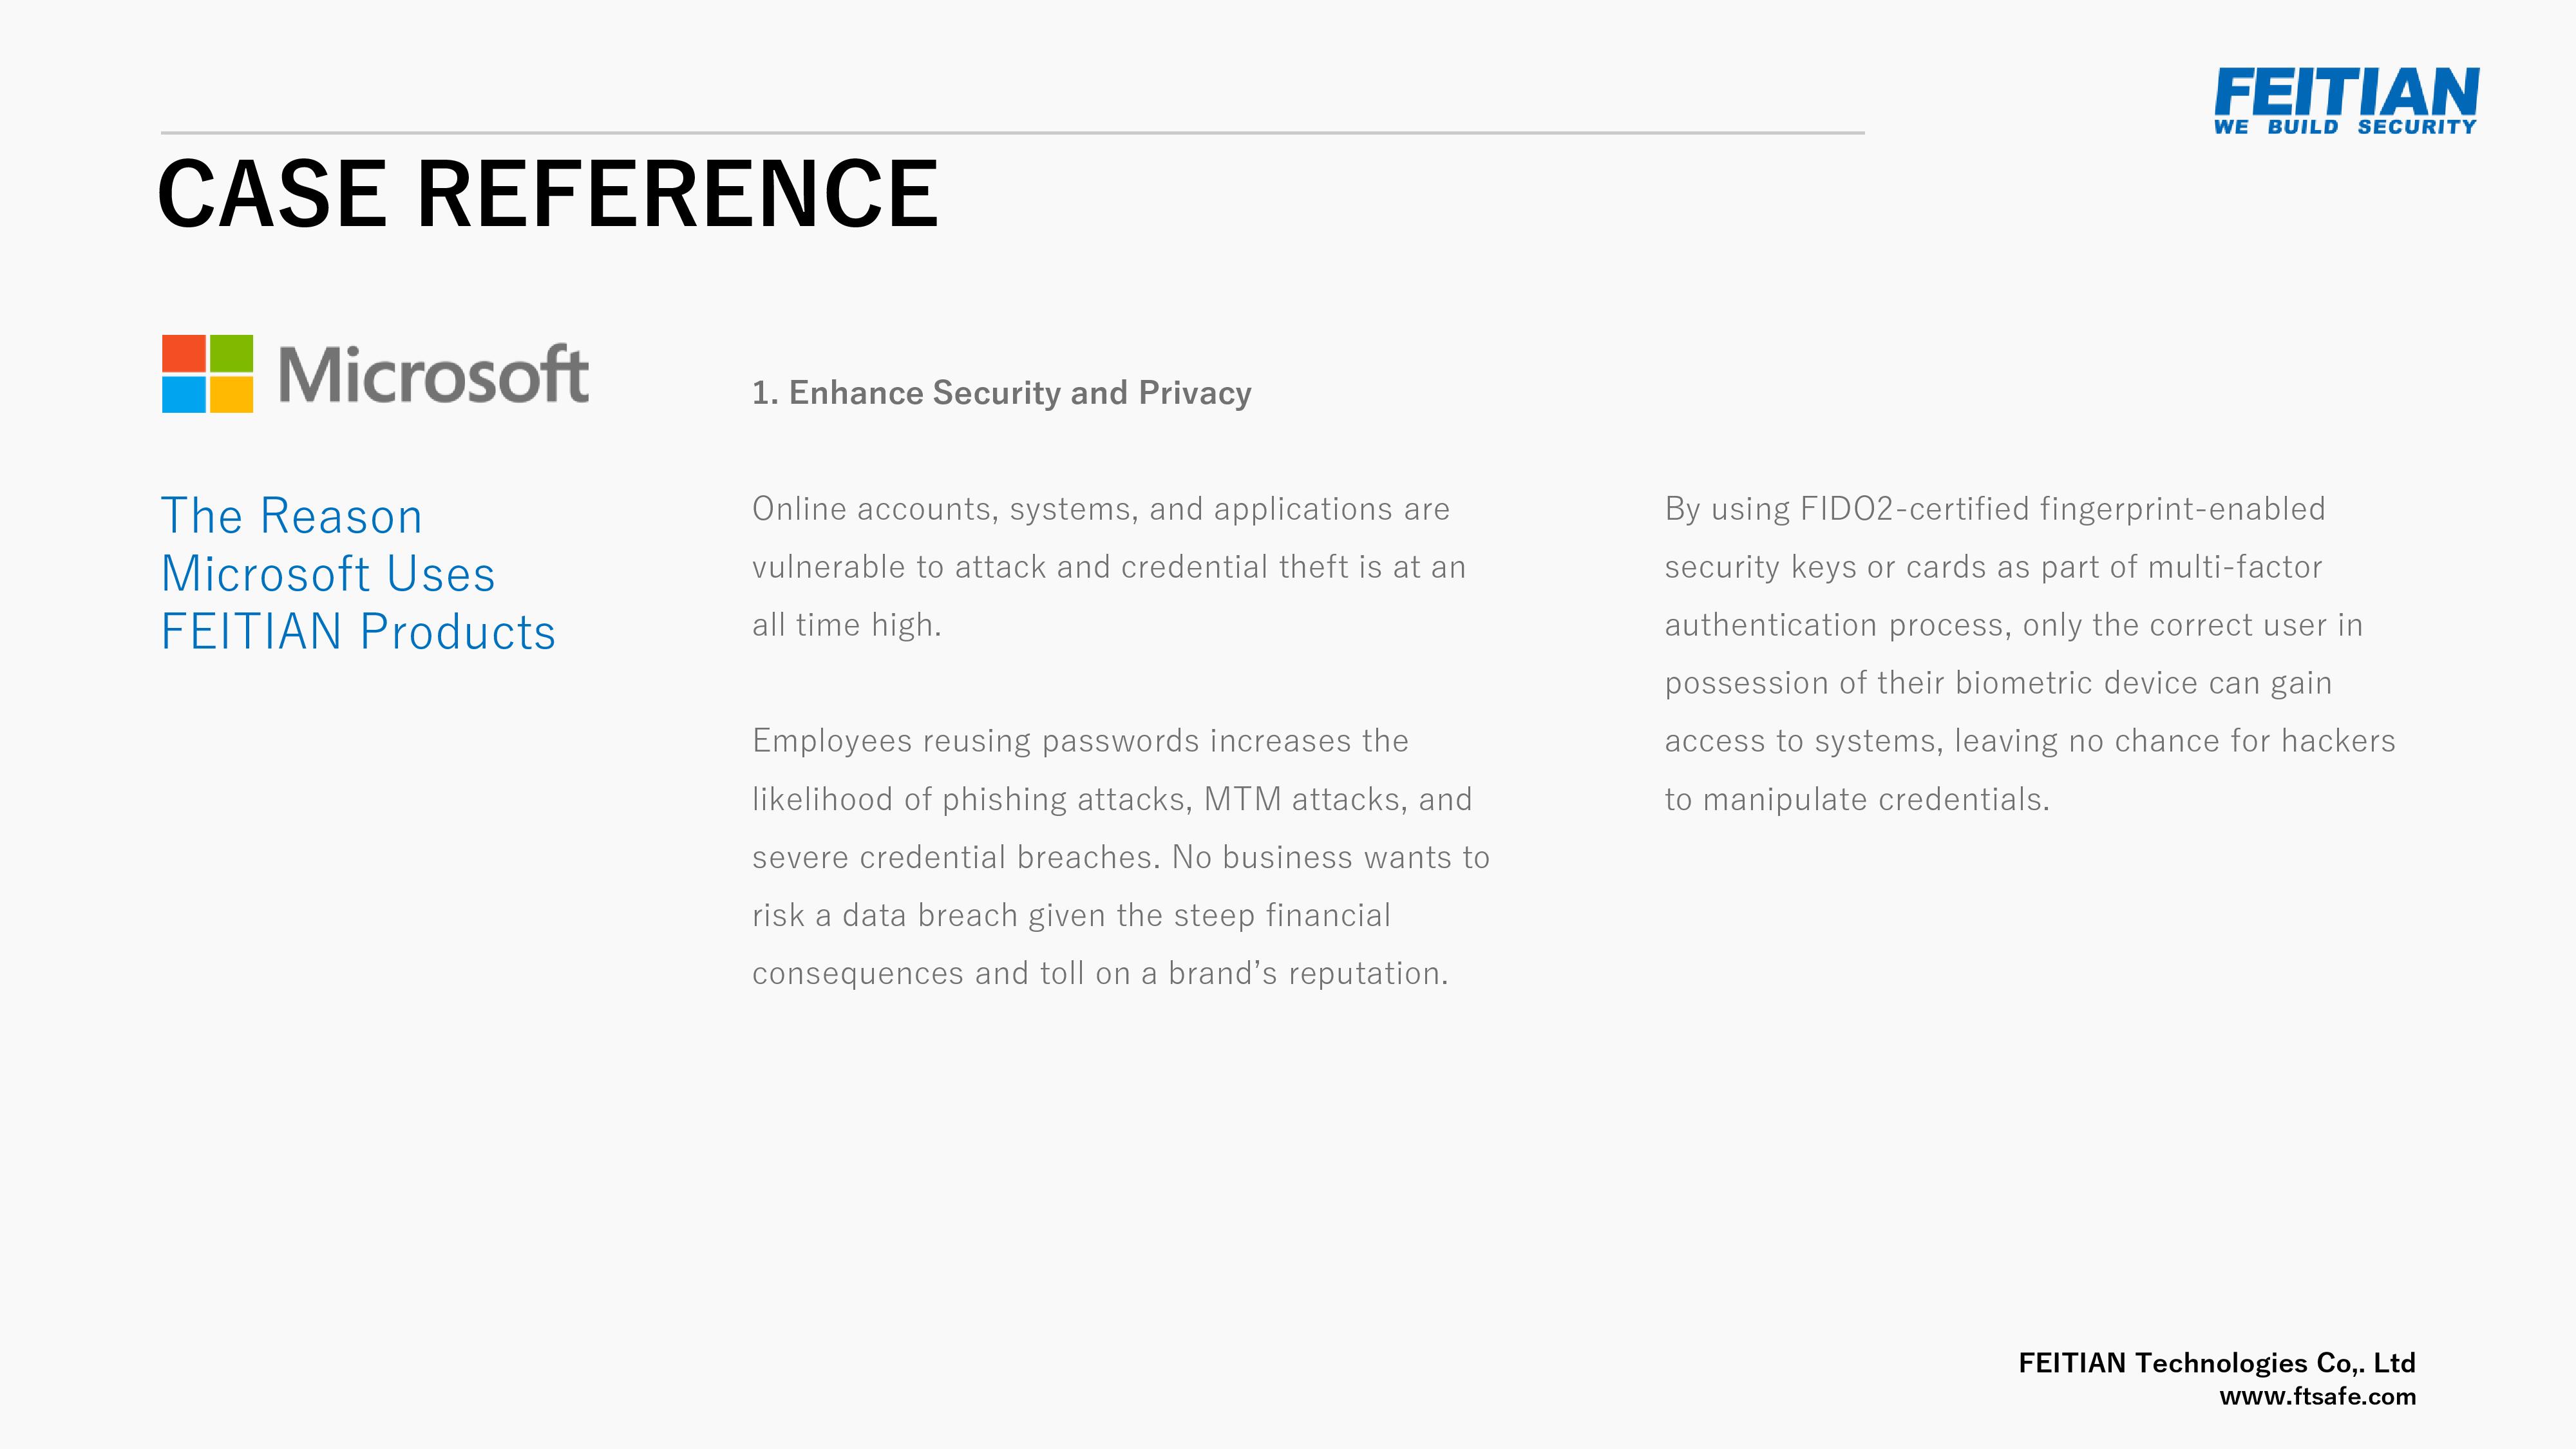 FEITIAN
WE BUILD SECURITY
CASE REFERENCE
Microsoft
The Reason
Microsoft Uses
FEITIAN Products
1. Enhance Security and Privacy
Online accounts, systems, and applications are
vulnerable to attack and credential theft is at an
all time high.
Employees reusing passwords increases the
likelihood of phishing attacks, MTM attacks, and
severe credential breaches. No business wants to
risk a data breach given the steep financial
consequences and toll on a brand’s reputation.
By using FIDO2-certified fingerprint-enabled
security keys or cards as part of multi-factor
authentication process, only the correct user in
possession of their biometric device can gain
access to systems, leaving no chance for hackers
to manipulate credentials.
FEITIAN Technologies Co,. Ltd
www.ftsafe.com